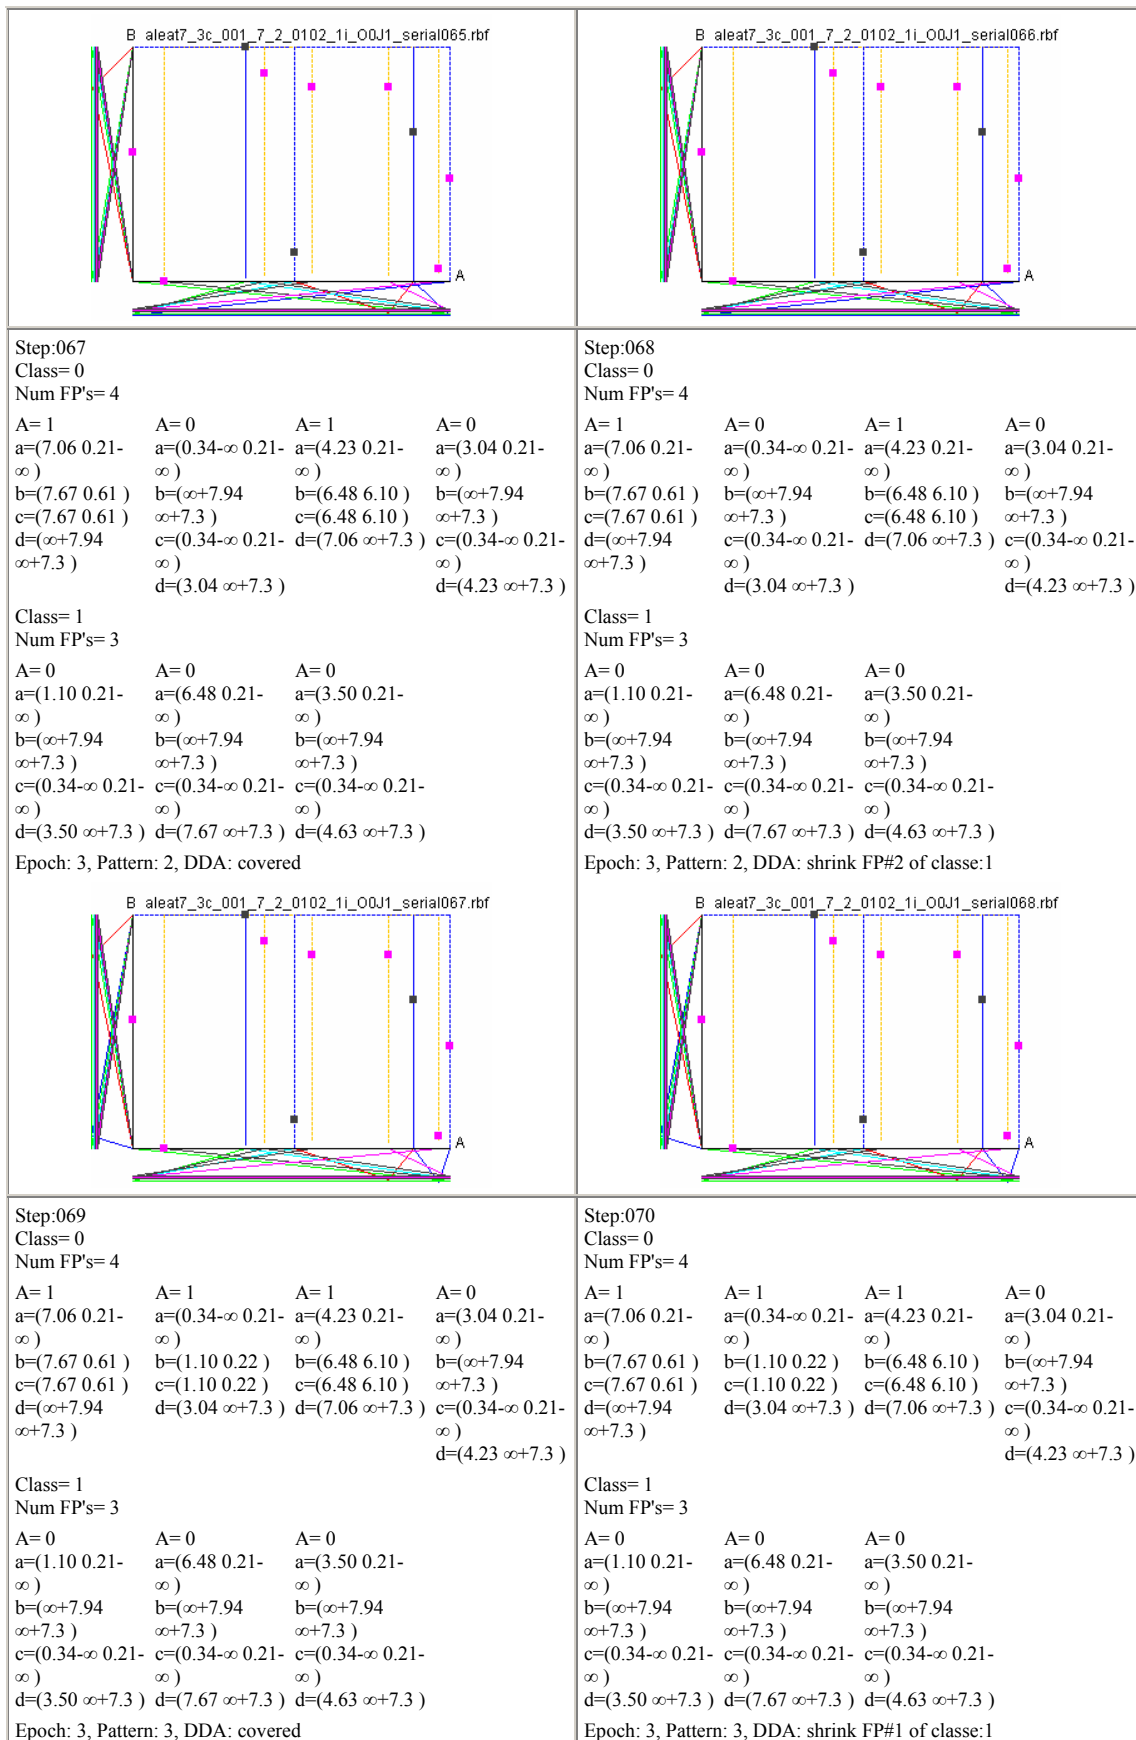 B aleat7_3c_001_7_2_0102_1i_O0J1_serial065.rbf
A
B aleat7_3c_001_7_2_0102_1i_O0J1_serial066.rbf
A
Step:067
Class= 0
Num FP's= 4
A= 1 A= 0 A= 1 A= 0
a=(7.06 0.21- a=(0.34-∞ 0.21- a=(4.23 0.21- a=(3.04 0.21-
∞ ) ∞ ) ∞ ) ∞ )
b=(7.67 0.61 ) b=(∞+7.94 b=(6.48 6.10 ) b=(∞+7.94
c=(7.67 0.61 ) ∞+7.3 ) c=(6.48 6.10 ) ∞+7.3 )
d=(∞+7.94 c=(0.34-∞ 0.21- d=(7.06 ∞+7.3 ) c=(0.34-∞ 0.21-
∞+7.3 ) ∞ ) ∞ )
d=(3.04 ∞+7.3 ) d=(4.23 ∞+7.3 )
Class= 1
Num FP's= 3
A= 0 A= 0 A= 0
a=(1.10 0.21- a=(6.48 0.21- a=(3.50 0.21-
∞ ) ∞ ) ∞ )
b=(∞+7.94 b=(∞+7.94 b=(∞+7.94
∞+7.3 ) ∞+7.3 ) ∞+7.3 )
c=(0.34-∞ 0.21- c=(0.34-∞ 0.21- c=(0.34-∞ 0.21-
∞ ) ∞ ) ∞ )
d=(3.50 ∞+7.3 ) d=(7.67 ∞+7.3 ) d=(4.63 ∞+7.3 )
Epoch: 3, Pattern: 2, DDA: covered
B aleat7_3c_001_7_2_0102_1i_O0J1_serial067.rbf
A
Step:068
Class= 0
Num FP's= 4
A= 1 A= 0 A= 1 A= 0
a=(7.06 0.21- a=(0.34-∞ 0.21- a=(4.23 0.21- a=(3.04 0.21-
∞ ) ∞ ) ∞ ) ∞ )
b=(7.67 0.61 ) b=(∞+7.94 b=(6.48 6.10 ) b=(∞+7.94
c=(7.67 0.61 ) ∞+7.3 ) c=(6.48 6.10 ) ∞+7.3 )
d=(∞+7.94 c=(0.34-∞ 0.21- d=(7.06 ∞+7.3 ) c=(0.34-∞ 0.21-
∞+7.3 ) ∞ ) ∞ )
d=(3.04 ∞+7.3 ) d=(4.23 ∞+7.3 )
Class= 1
Num FP's= 3
A= 0 A= 0 A= 0
a=(1.10 0.21- a=(6.48 0.21- a=(3.50 0.21-
∞ ) ∞ ) ∞ )
b=(∞+7.94 b=(∞+7.94 b=(∞+7.94
∞+7.3 ) ∞+7.3 ) ∞+7.3 )
c=(0.34-∞ 0.21- c=(0.34-∞ 0.21- c=(0.34-∞ 0.21-
∞ ) ∞ ) ∞ )
d=(3.50 ∞+7.3 ) d=(7.67 ∞+7.3 ) d=(4.63 ∞+7.3 )
Epoch: 3, Pattern: 2, DDA: shrink FP#2 of classe:1
B aleat7_3c_001_7_2_0102_1i_O0J1_serial068.rbf
A
Step:069
Class= 0
Num FP's= 4
A= 1 A= 1 A= 1 A= 0
a=(7.06 0.21- a=(0.34-∞ 0.21- a=(4.23 0.21- a=(3.04 0.21-
∞ ) ∞ ) ∞ ) ∞ )
b=(7.67 0.61 ) b=(1.10 0.22 ) b=(6.48 6.10 ) b=(∞+7.94
c=(7.67 0.61 ) c=(1.10 0.22 ) c=(6.48 6.10 ) ∞+7.3 )
d=(∞+7.94 d=(3.04 ∞+7.3 ) d=(7.06 ∞+7.3 ) c=(0.34-∞ 0.21-
∞+7.3 ) ∞ )
d=(4.23 ∞+7.3 )
Class= 1
Num FP's= 3
A= 0 A= 0 A= 0
a=(1.10 0.21- a=(6.48 0.21- a=(3.50 0.21-
∞ ) ∞ ) ∞ )
b=(∞+7.94 b=(∞+7.94 b=(∞+7.94
∞+7.3 ) ∞+7.3 ) ∞+7.3 )
c=(0.34-∞ 0.21- c=(0.34-∞ 0.21- c=(0.34-∞ 0.21-
∞ ) ∞ ) ∞ )
d=(3.50 ∞+7.3 ) d=(7.67 ∞+7.3 ) d=(4.63 ∞+7.3 )
Epoch: 3, Pattern: 3, DDA: covered
Step:070
Class= 0
Num FP's= 4
A= 1 A= 1 A= 1 A= 0
a=(7.06 0.21- a=(0.34-∞ 0.21- a=(4.23 0.21- a=(3.04 0.21-
∞ ) ∞ ) ∞ ) ∞ )
b=(7.67 0.61 ) b=(1.10 0.22 ) b=(6.48 6.10 ) b=(∞+7.94
c=(7.67 0.61 ) c=(1.10 0.22 ) c=(6.48 6.10 ) ∞+7.3 )
d=(∞+7.94 d=(3.04 ∞+7.3 ) d=(7.06 ∞+7.3 ) c=(0.34-∞ 0.21-
∞+7.3 ) ∞ )
d=(4.23 ∞+7.3 )
Class= 1
Num FP's= 3
A= 0 A= 0 A= 0
a=(1.10 0.21- a=(6.48 0.21- a=(3.50 0.21-
∞ ) ∞ ) ∞ )
b=(∞+7.94 b=(∞+7.94 b=(∞+7.94
∞+7.3 ) ∞+7.3 ) ∞+7.3 )
c=(0.34-∞ 0.21- c=(0.34-∞ 0.21- c=(0.34-∞ 0.21-
∞ ) ∞ ) ∞ )
d=(3.50 ∞+7.3 ) d=(7.67 ∞+7.3 ) d=(4.63 ∞+7.3 )
Epoch: 3, Pattern: 3, DDA: shrink FP#1 of classe:1